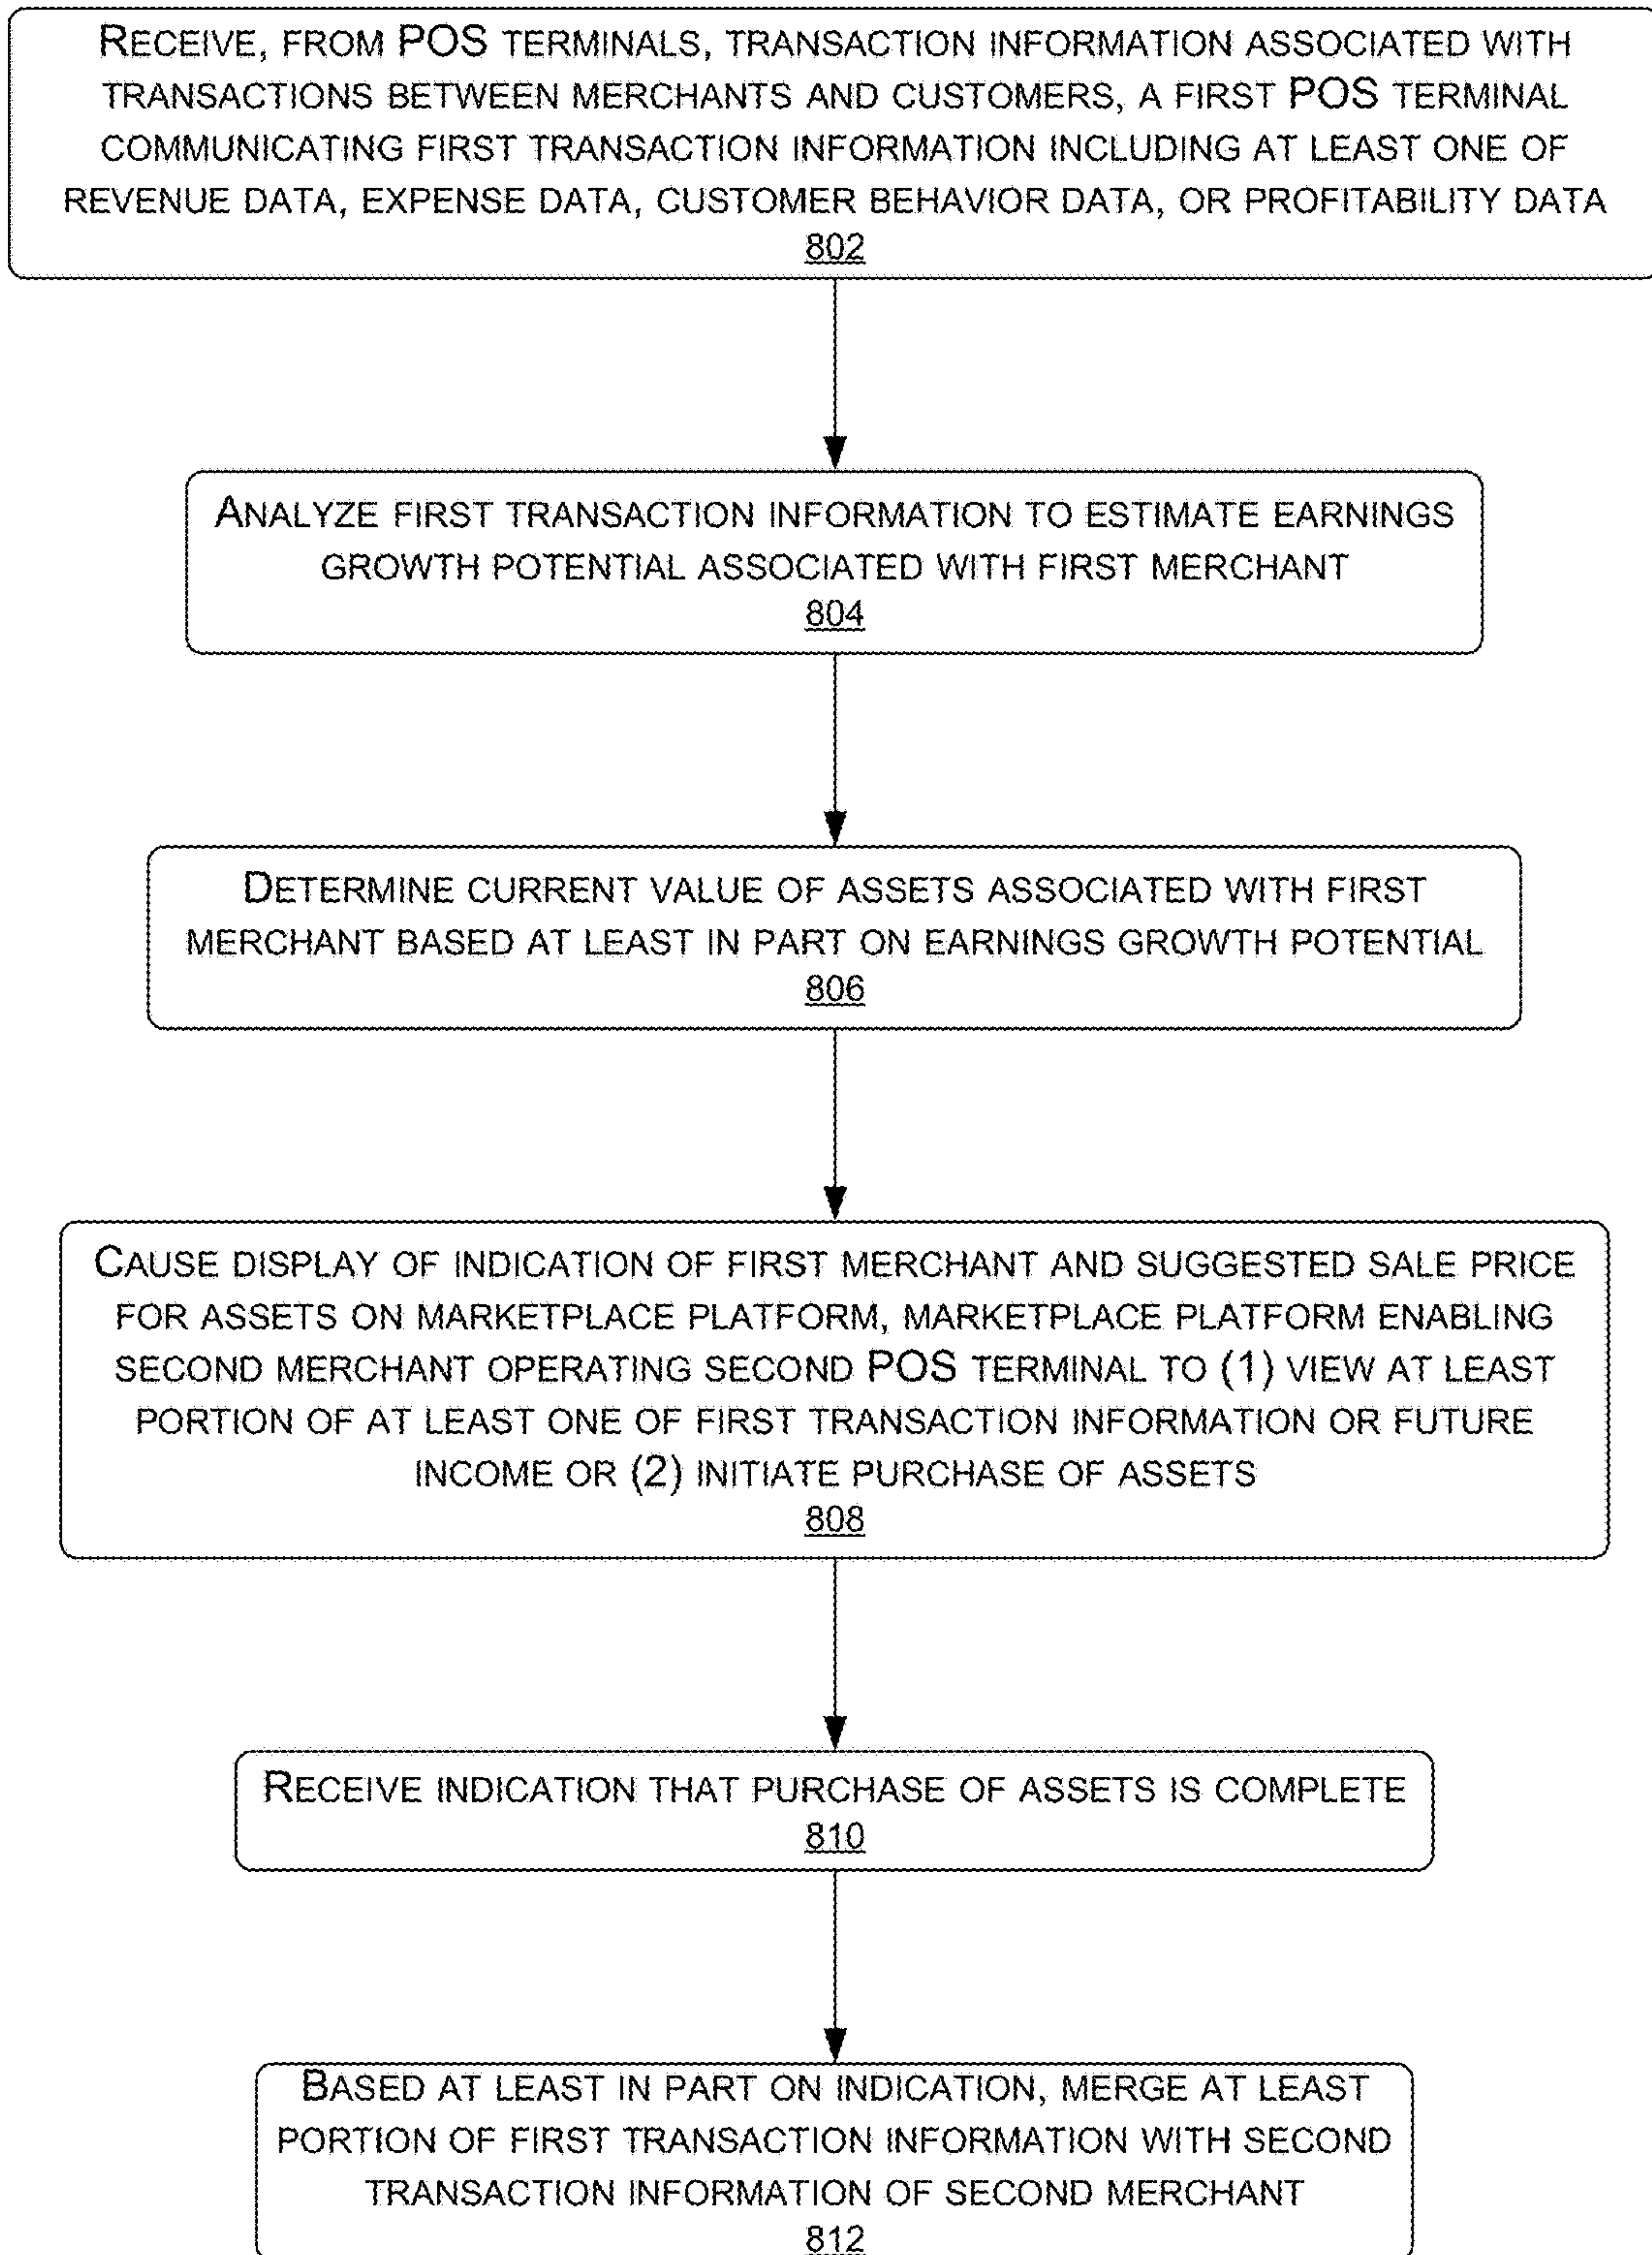 RECEIVE, FROM POS TERMINALS, TRANSACTION INFORMATION ASSOCIATED WITH
TRANSACTIONS BETWEEN MERCHANTS AND CUSTOMERS, A FIRST POS TERMINAL
COMMUNICATING FIRST TRANSACTION INFORMATION INCLUDING AT LEAST ONE OF
REVENUE DATA, EXPENSE DATA, CUSTOMER BEHAVIOR DATA, OR PROFITABILITY DATA
802
ANALYZE FIRST TRANSACTION INFORMATION TO ESTIMATE EARNINGS
GROWTH POTENTIAL ASSOCIATED WITH FIRST MERCHANT
804
DETERMINE CURRENT VALUE OF ASSETS ASSOCIATED WITH FIRST
MERCHANT BASED AT LEAST IN PART ON EARNINGS GROWTH POTENTIAL
806
CAUSE DISPLAY OF INDICATION OF FIRST MERCHANT AND SUGGESTED SALE PRICE
FOR ASSETS ON MARKETPLACE PLATFORM, MARKETPLACE PLATFORM ENABLING
SECOND MERCHANT OPERATING SECOND POS TERMINAL TO (1) VIEW AT LEAST
PORTION OF AT LEAST ONE OF FIRST TRANSACTION INFORMATION OR FUTURE
INCOME OR (2) INITIATE PURCHASE OF ASSETS
808
RECEIVE INDICATION THAT PURCHASE OF ASSETS IS COMPLETE
810
BASED AT LEAST IN PART ON INDICATION, MERGE AT LEAST
PORTION OF FIRST TRANSACTION INFORMATION WITH SECOND
TRANSACTION INFORMATION OF SECOND MERCHANT
812